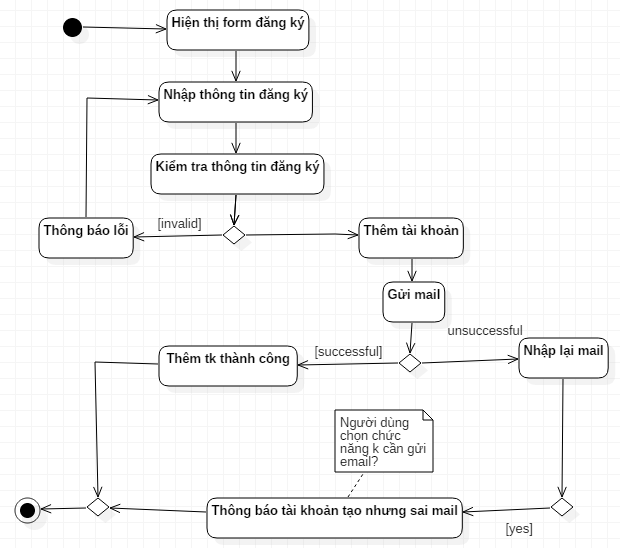 Hiện thị form đăng ký
Nhập thông tin đăng ký
Kiểm tra thông tin đăng ký
[invalid]
Thông báo lỗi
Thêm tài khoản
Gửi mail
unsuccessful
[successful]
Nhập lại mail
Thêm tk thành công
Người dùng
chọn chức
năng k cần gửi
email?
Thông báo tài khoản tạo nhưng sai mail
[yes]